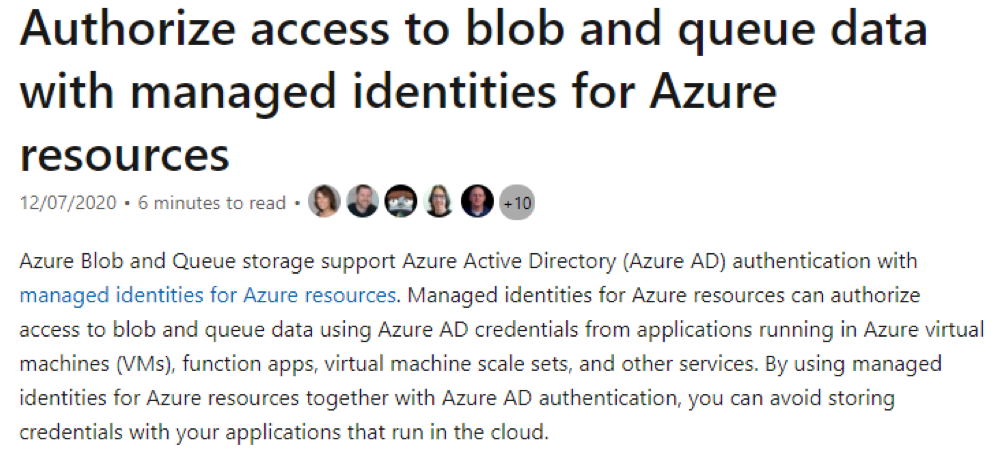 Authorize access to blob and queue data
with managed identities for Azure
resources
12/07/2020 • 6 minutes to read • +10
Azure Blob and Queue storage support Azure Active Directory (Azure AD) authentication with
managed identities for Azure resources. Managed identities for Azure resources can authorize
access to blob and queue data using Azure AD credentials from applications running in Azure virtual
machines (VMs), function apps, virtual machine scale sets, and other services. By using managed
identities for Azure resources together with Azure AD authentication, you can avoid storing
credentials with your applications that run in the cloud.